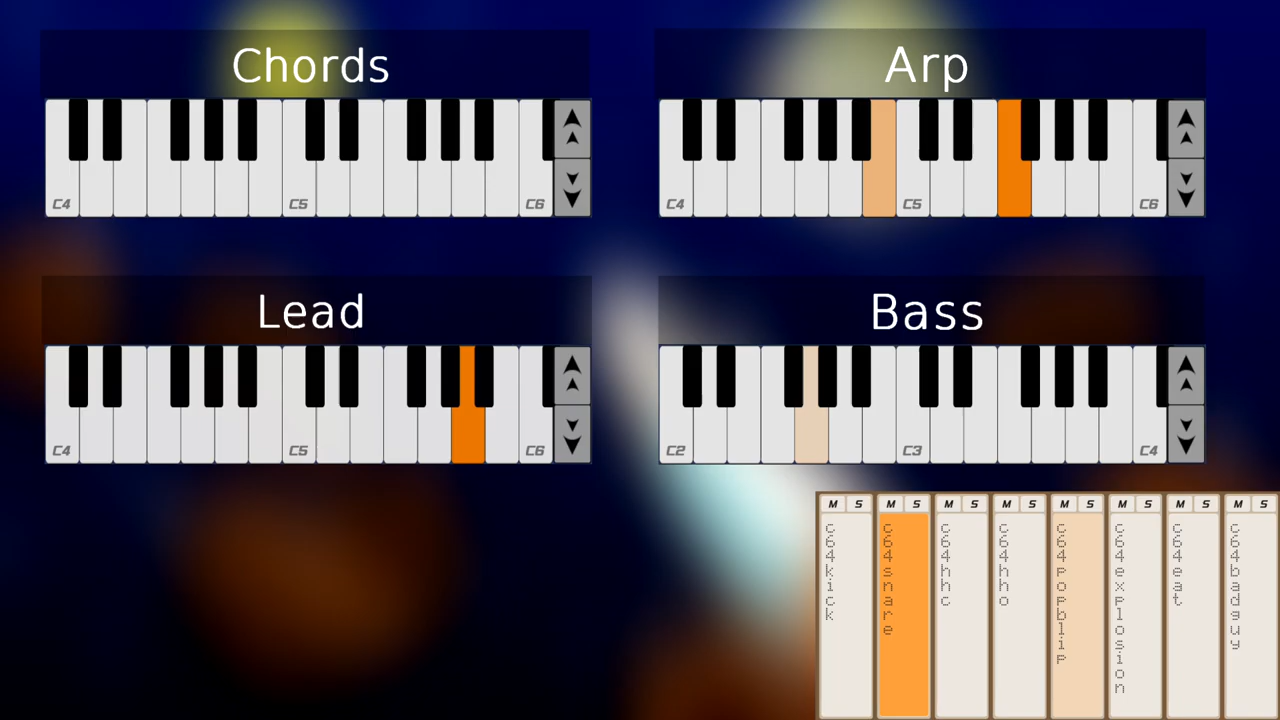 Chords
C4 C5 C6
Arp
C4 C5 C6
Lead
C4 C5 C6
Bass
C2 C3 C4
M S M S M S M S M S M S M S M S
c64kick
c64snare
c64hhc
c64hho
c64popblip
c64explosion
c64eat
c64badguy